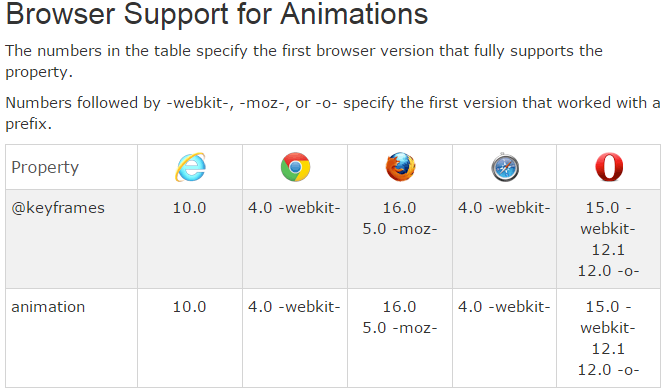 Browser Support for Animations
The numbers in the table specify the first browser version that fully supports the
property.
Numbers followed by -webkit-, -moz-, or -o- specify the first version that worked with a
prefix.
Property
@keyframes
10.0
4.0 -webkit-
16.0
5.0 -moz-
4.0 -webkit-
15.0 -
webkit-
12.1
12.0 -o-
animation
10.0
4.0 -webkit-
16.0
5.0 -moz-
4.0 -webkit-
15.0 -
webkit-
12.1
12.0 -o-